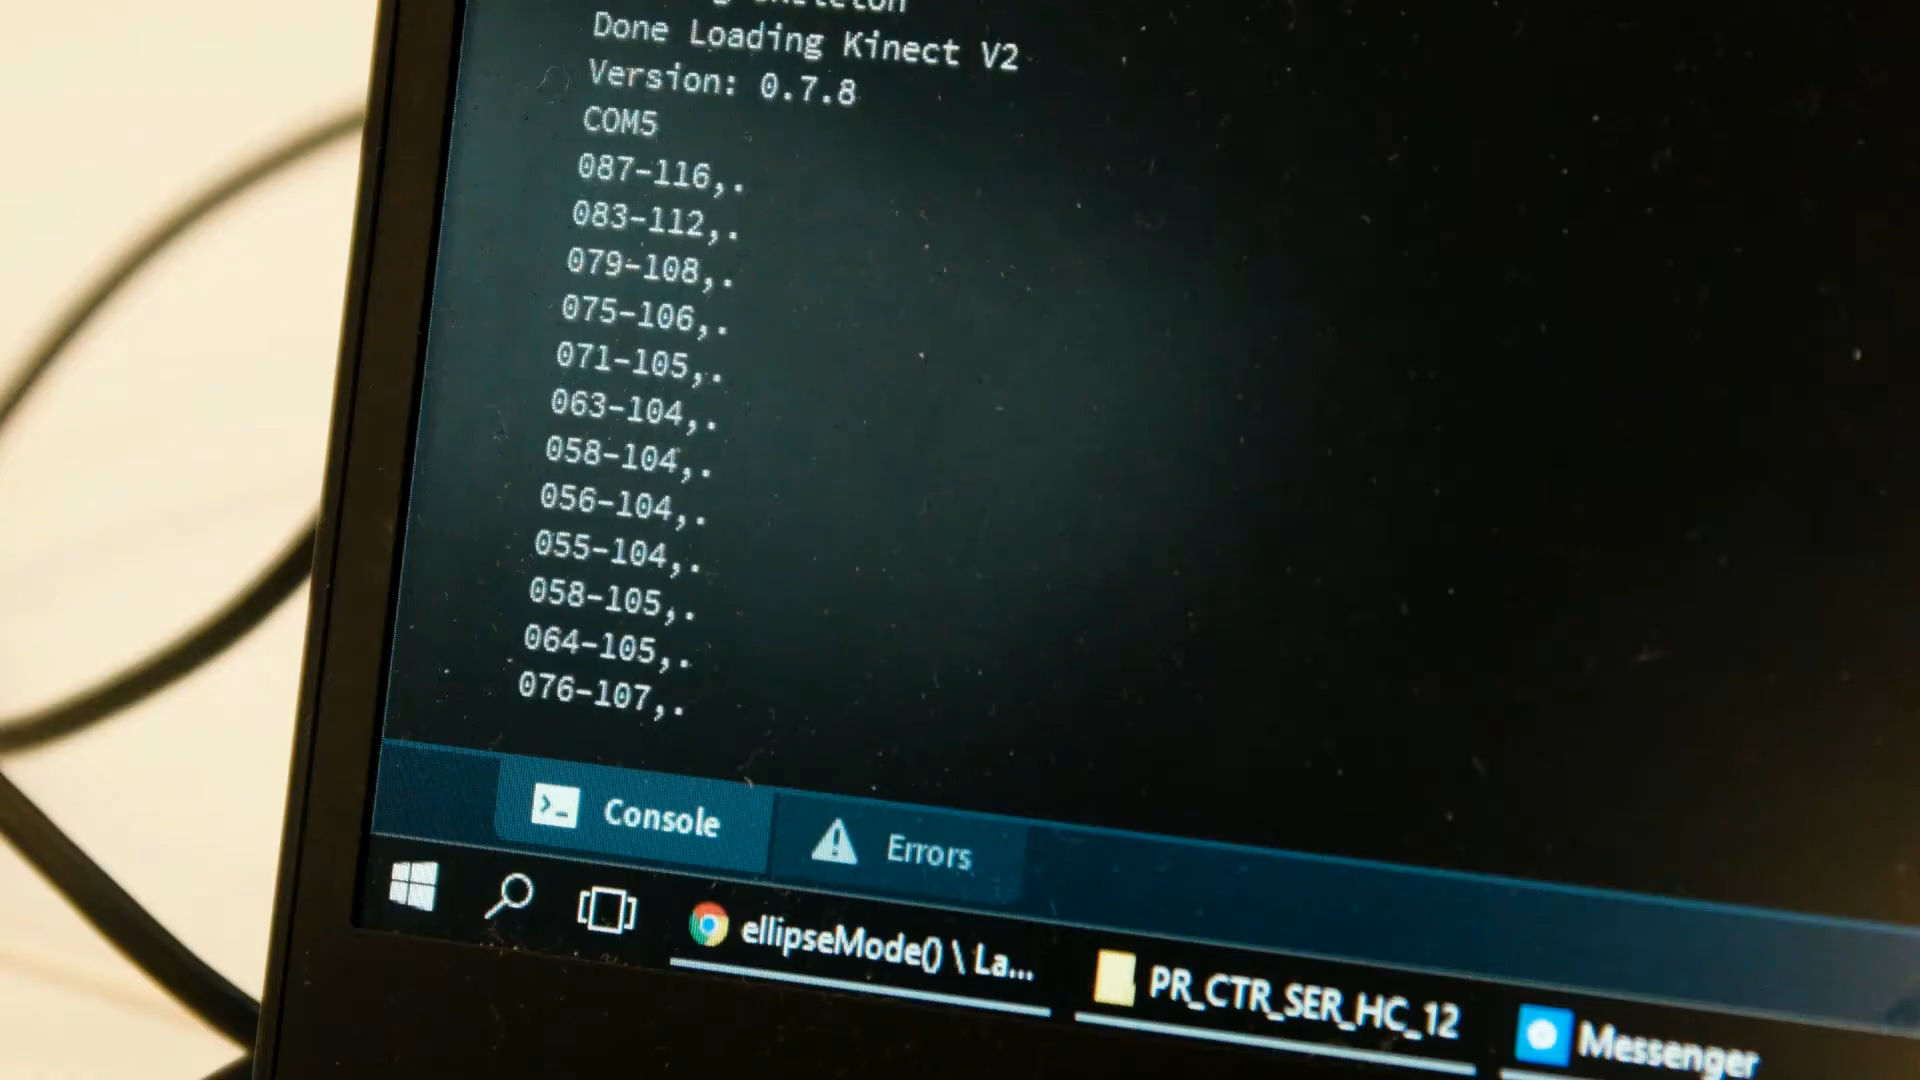 Done Loading Kinect V2
Version: 0.7.8
COM5
087-116,.
083-112,.
079-108,.
075-106,.
071-105,.
063-104,.
058-104,.
056-104,.
055-104,.
058-105,.
064-105,.
076-107,.
Console
Errors
ellipseMode() \ La...
PR_CTR_SER_HC_12
Messenger